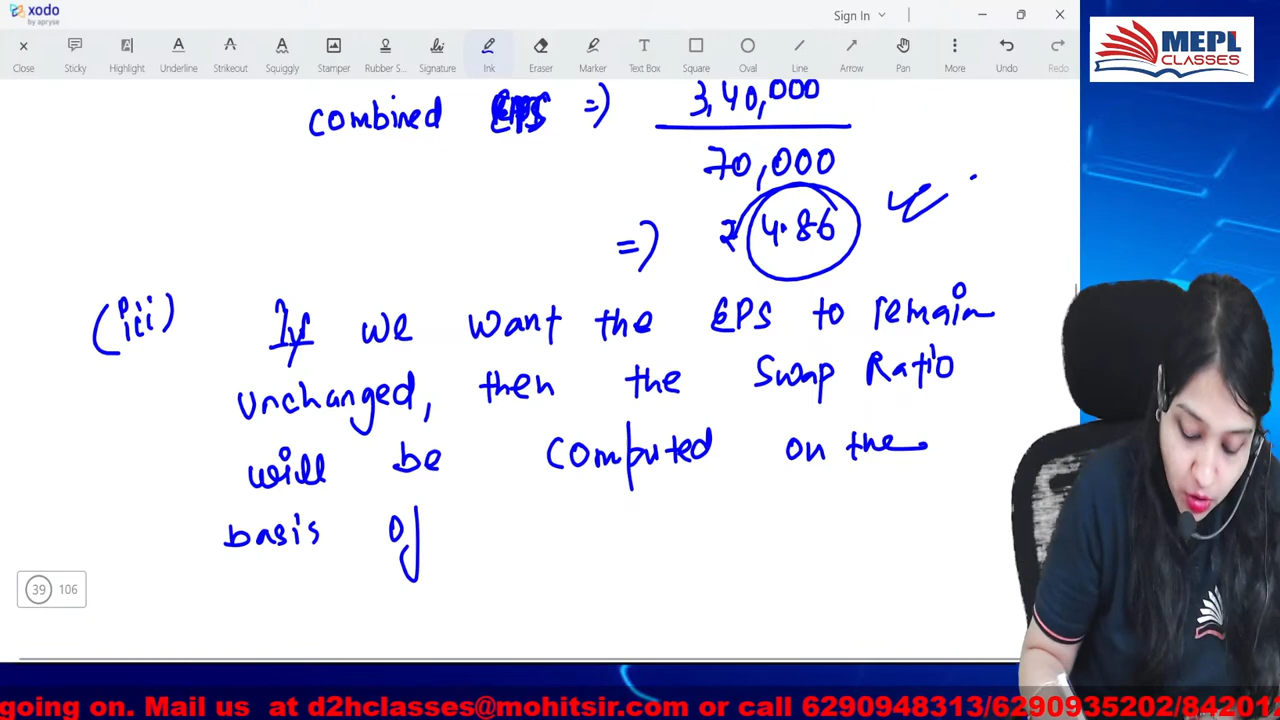 xodo
by apryse
Sign In
Close Sticky Highlight Underline Strikeout Squiggly Stamper Rubber Signature Ink Eraser Marker Text Box Square Ellipse Line Arrow Pan More Undo Redo
MEPL
CLASSES
combined EPS => 3,40,000
70,000
=> ₹ 4.86
(iii) If we want the EPS to remain
unchanged, then the Swap Ratio
will be computed on the
basis of
39 106
going on. Mail us at d2hclasses@mohitsir.com or call 6290948313/6290935202/84201